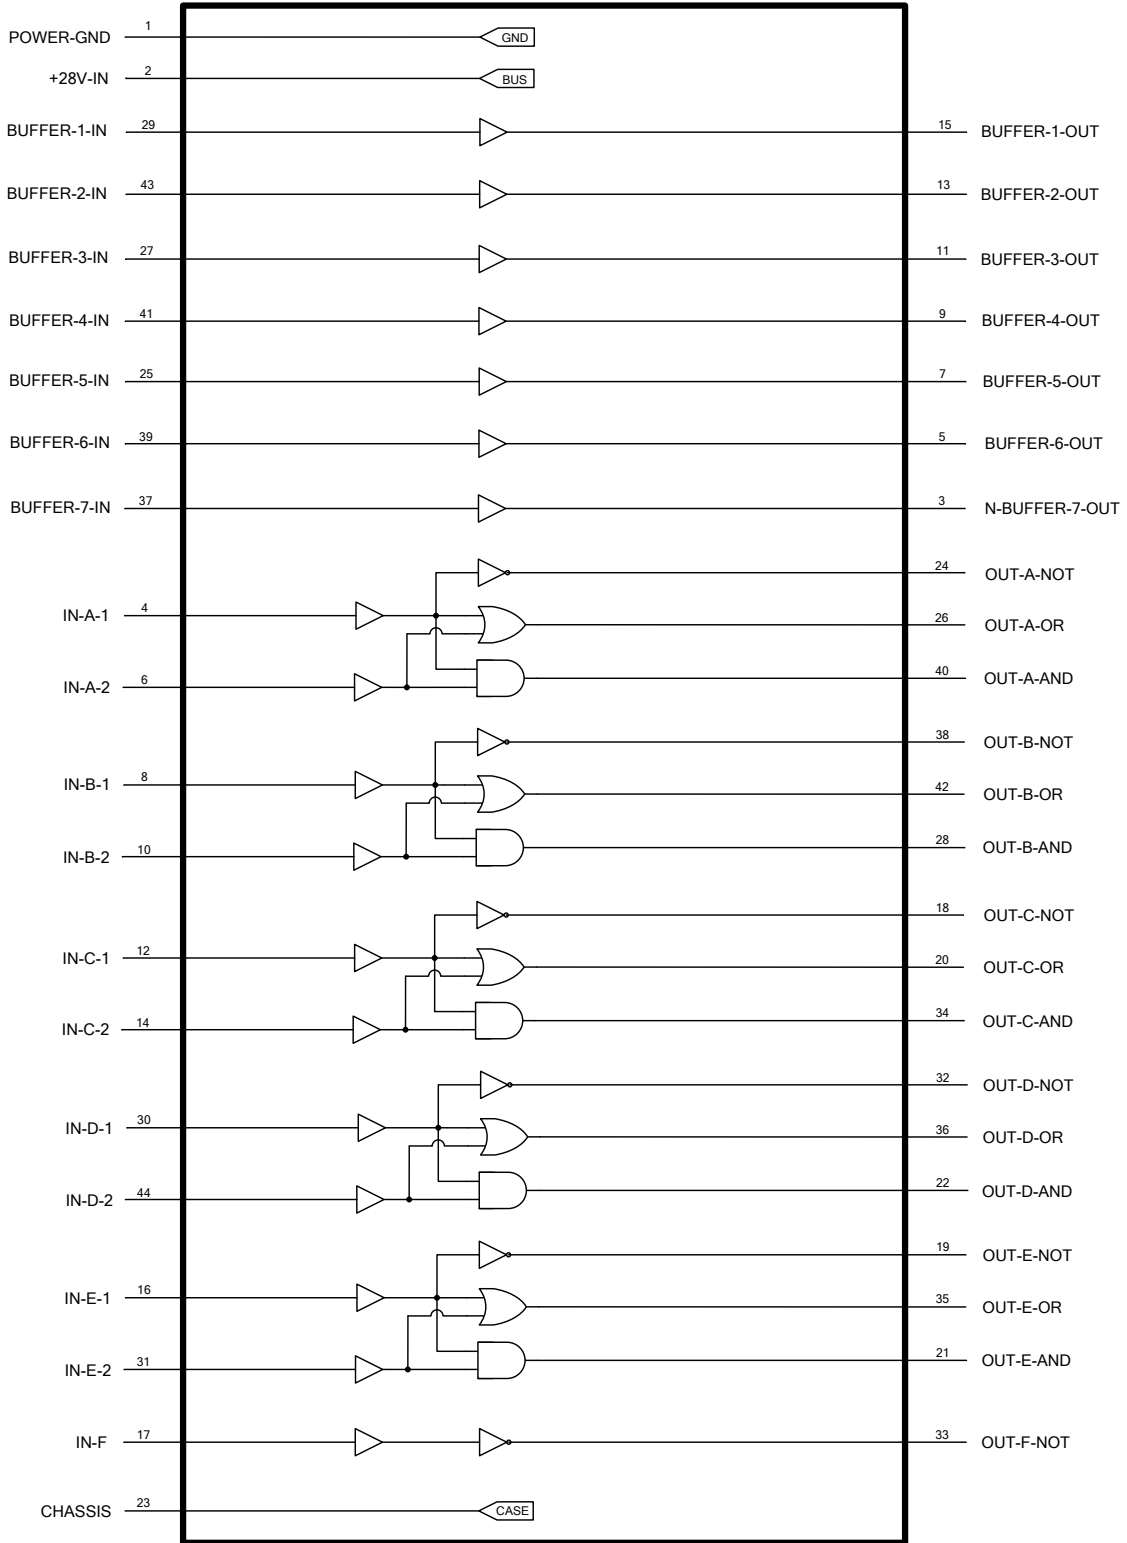 POWER-GND 1 GND
+28V-IN 2 BUS
BUFFER-1-IN 29 15 BUFFER-1-OUT
BUFFER-2-IN 43 13 BUFFER-2-OUT
BUFFER-3-IN 27 11 BUFFER-3-OUT
BUFFER-4-IN 41 9 BUFFER-4-OUT
BUFFER-5-IN 25 7 BUFFER-5-OUT
BUFFER-6-IN 39 5 BUFFER-6-OUT
BUFFER-7-IN 37 3 N-BUFFER-7-OUT
24 OUT-A-NOT
IN-A-1 4 26 OUT-A-OR
IN-A-2 6 40 OUT-A-AND
38 OUT-B-NOT
IN-B-1 8 42 OUT-B-OR
IN-B-2 10 28 OUT-B-AND
18 OUT-C-NOT
IN-C-1 12 20 OUT-C-OR
IN-C-2 14 34 OUT-C-AND
32 OUT-D-NOT
IN-D-1 30 36 OUT-D-OR
IN-D-2 44 22 OUT-D-AND
19 OUT-E-NOT
IN-E-1 16 35 OUT-E-OR
IN-E-2 31 21 OUT-E-AND
IN-F 17 33 OUT-F-NOT
CHASSIS 23 CASE